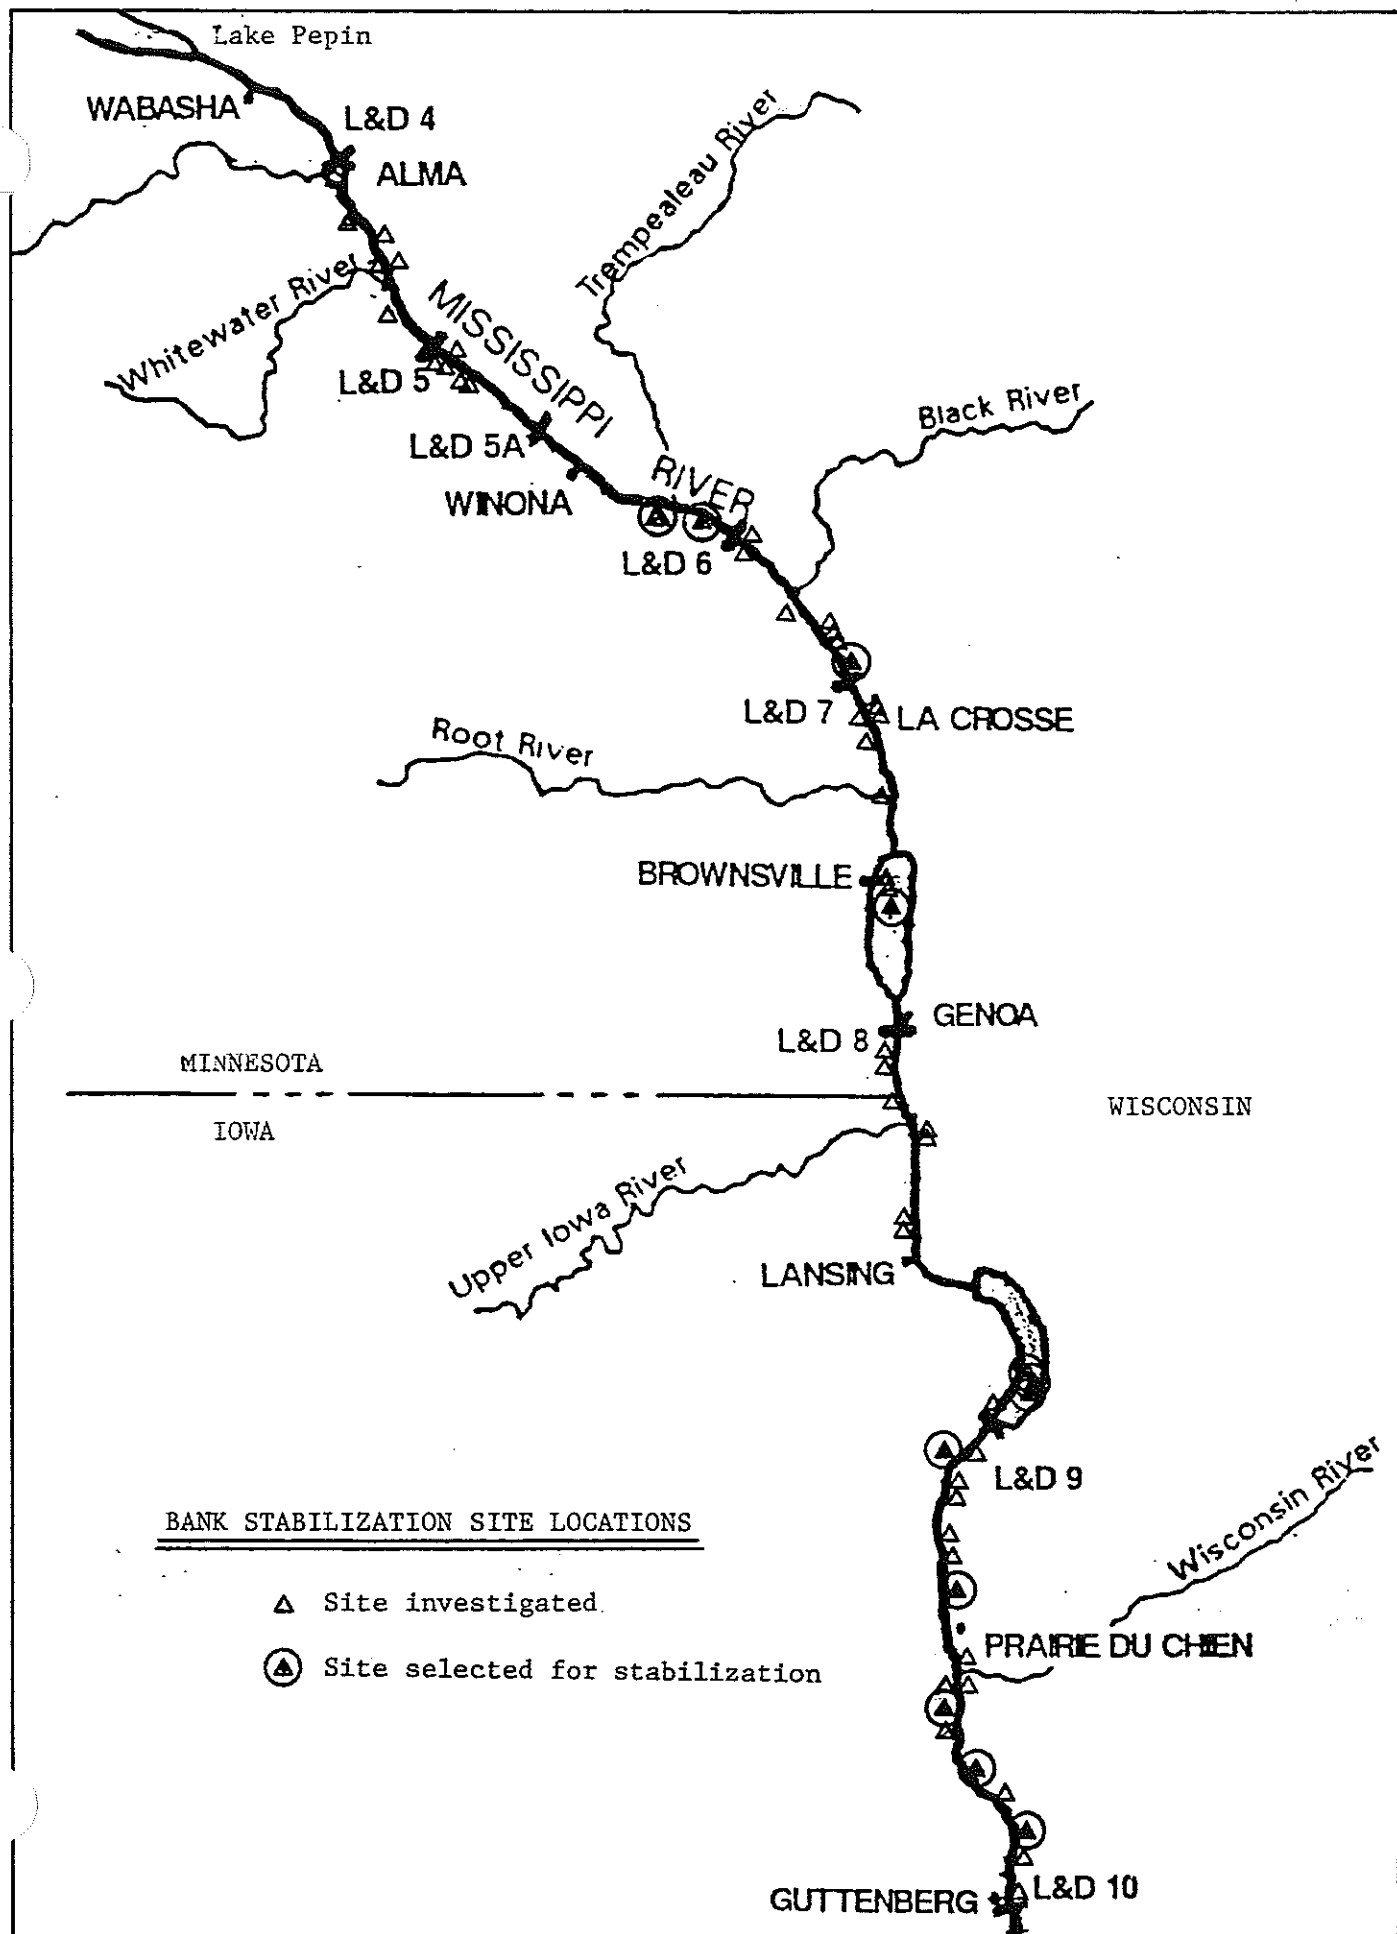 Lake Pepin
WABASHA
L&D 4
ALMA
Trempealeau River
Whitewater River
MISSISSIPPI
L&D 5
Black River
L&D 5A
RIVER
WINONA
L&D 6
L&D 7
LA CROSSE
Root River
BROWNSVILLE
GENOA
L&D 8
MINNESOTA
WISCONSIN
IOWA
Upper Iowa River
LANSING
L&D 9
Wisconsin River
BANK STABILIZATION SITE LOCATIONS
Site investigated
PRAIRIE DU CHIEN
Site selected for stabilization
L&D 10
GUTTENBERG